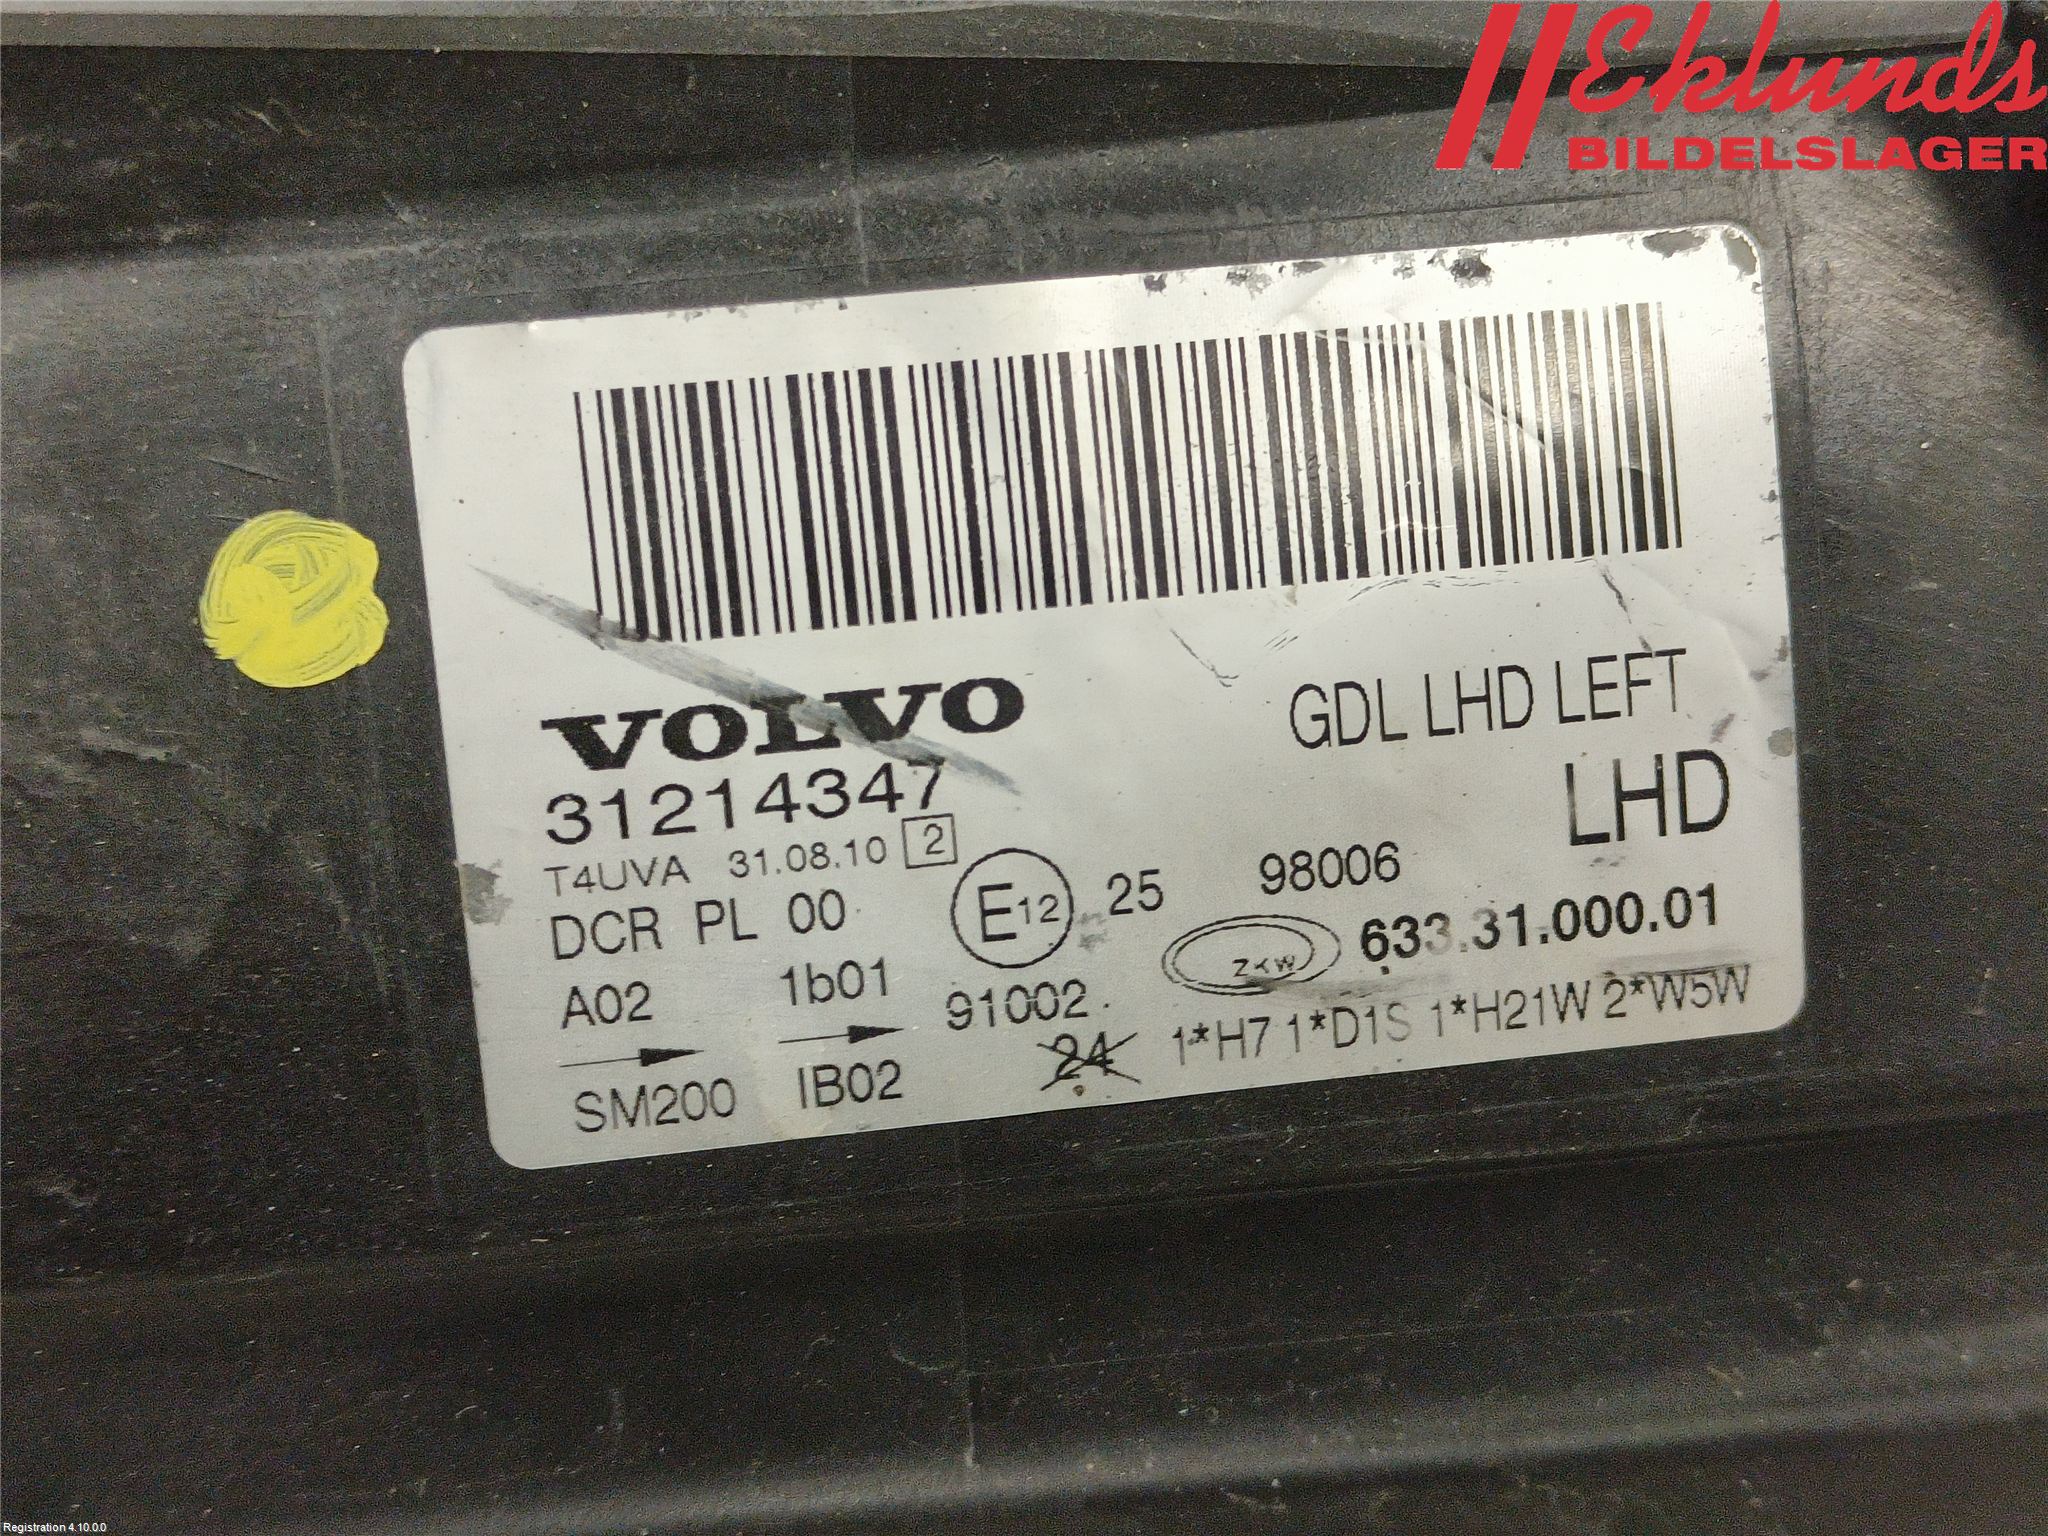 Eklunds
BILDELSLAGER
VOLVO
GDL LHD LEFT
31214347
LHD
T4UVA 31.08.10 2
98006
DCR PL 00
E12 25
ZKW 633.31.000.01
A02 1b01 91002
24 1*H7 1*D1S 1*H21W 2*W5W
SM200 IB02
Registration 4.10.0.0